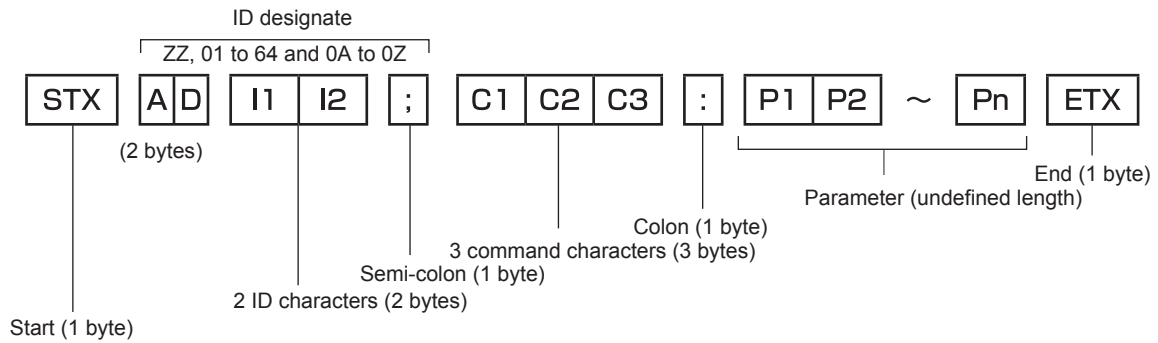 ID designate
ZZ, 01 to 64 and 0A to 0Z
STX A D I1 I2 ; C1 C2 C3 : P1 P2 ~ Pn ETX
(2 bytes)
End (1 byte)
Parameter (undefined length)
Colon (1 byte)
3 command characters (3 bytes)
Semi-colon (1 byte)
2 ID characters (2 bytes)
Start (1 byte)